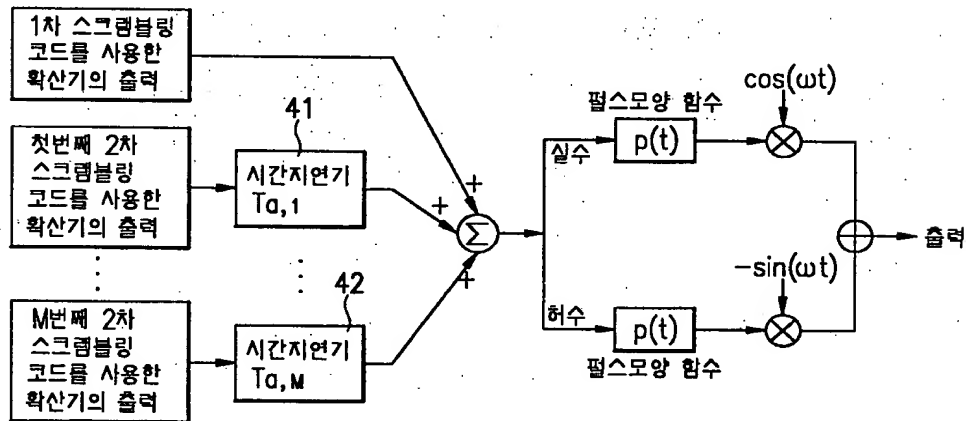 1차 스크램블링
코드를 사용한
확산기의 출력
첫번째 2차
스크램블링
코드를 사용한
확산기의 출력
M번째 2차
스크램블링
코드를 사용한
확산기의 출력
41
시간지연기
Ta,1
42
시간지연기
Ta,M
+
+
+
Σ
실수
허수
펄스모양 함수
p(t)
cos(ωt)
p(t)
펄스모양 함수
-sin(ωt)
출력